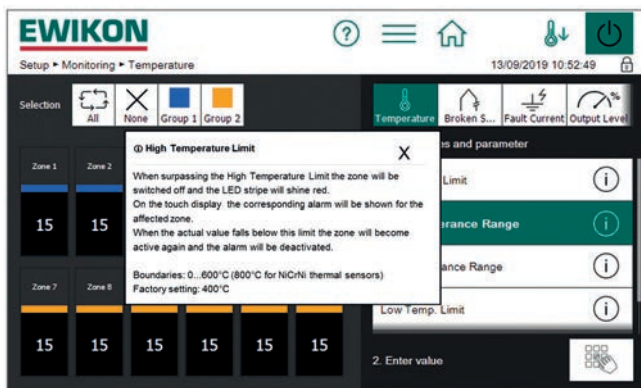 EWIKON
?
Setup ▸ Monitoring ▸ Temperature
13/09/2019 10:52:49
Selection
All
None
Group 1
Group 2
Temperature
Broken S...
Fault Current
%
Output Level
ⓘ High Temperature Limit
X
When surpassing the High Temperature Limit the zone will be
switched off and the LED stripe will shine red.
On the touch display the corresponding alarm will be shown for the
affected zone.
When the actual value falls below this limit the zone will become
active again and the alarm will be deactivated.
Boundaries: 0...600°C (800°C for NiCrNi thermal sensors)
Factory setting: 400°C
Zone 1
Zone 2
15
15
Zone 7
Zone 8
15
15
15
15
15
15
and parameter
Limit
i
Range
i
Range
i
Low Temp. Limit
i
2. Enter value